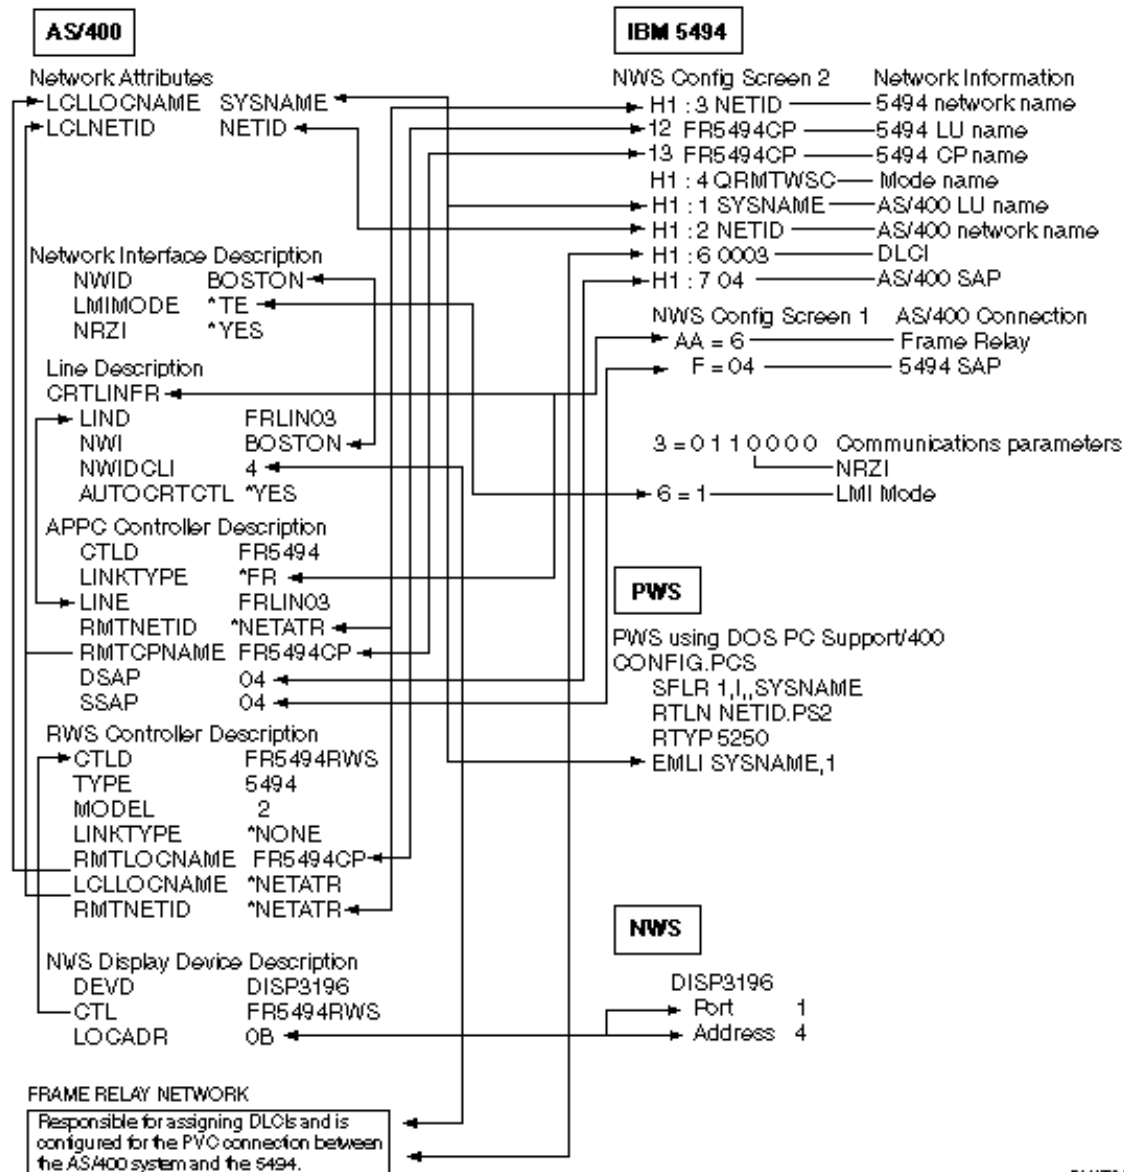 AS/400
Network Attributes
LCLLOCNAME SYSNAME
LCLNETID NETID
Network Interface Description
NWID BOSTON
LMIMODE *TE
NRZI *YES
Line Description
CRTLINFR
LIND FRLIN03
NWI BOSTON
NWIDCLI 4
AUTOCRTCTL *YES
APPC Controller Description
CTLD FR5494
LINKTYPE *FR
LINE FRLIN03
RMTNETID *NETATR
RMTCPNAME FR5494CP
DSAP 04
SSAP 04
RWS Controller Description
CTLD FR5494RWS
TYPE 5494
MODEL 2
LINKTYPE *NONE
RMTLOCNAME FR5494CP
LCLLOCNAME *NETATR
RMTNETID *NETATR
NWS Display Device Description
DEVD DISP3196
CTL FR5494RWS
LOCADR 0B
FRAME RELAY NETWORK
Responsible for assigning DLCIs and is
configured for the PVC connection between
the AS/400 system and the 5494.
IBM 5494
NWS Config Screen 2 Network Information
H1 : 3 NETID 5494 network name
12 FR5494CP 5494 LU name
13 FR5494CP 5494 CP name
H1 : 4 QRMTWSC Mode name
H1 : 1 SYSNAME AS/400 LU name
H1 : 2 NETID AS/400 network name
H1 : 6 0003 DLCI
H1 : 7 04 AS/400 SAP
NWS Config Screen 1 AS/400 Connection
AA = 6 Frame Relay
F = 04 5494 SAP
3 = 0 1 1 0 0 0 0 Communications parameters
NRZI
6 = 1 LMI Mode
PWS
PWS using DOS PC Support/400
CONFIG.PCS
SFLR 1,I,,SYSNAME
RTLN NETID.PS2
RTYP 5250
EMLI SYSNAME,1
NWS
DISP3196
Port 1
Address 4